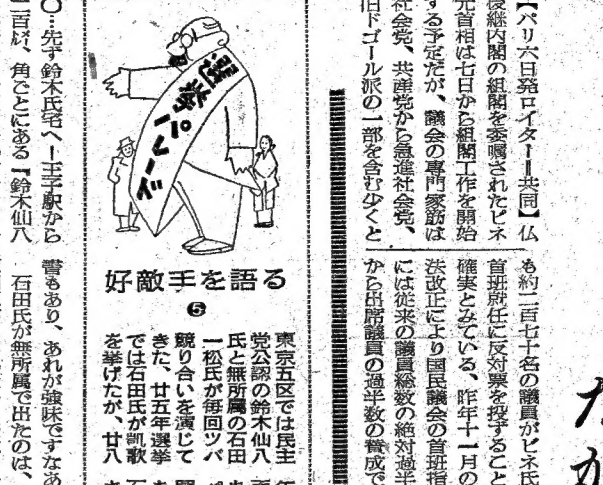 【パリ六日発ロイター＝共同】仏
後継内閣の組閣を委嘱されたピネ
元首相は七日から組閣工作を開始
する予定だが、議会の専門家筋は
社会党、共産党から急進社会党、
旧ドゴール派の一部を含む少くと
も約二百七十名の議員がピネ氏
首班就任に反対票を投ずること
確実とみている、昨年十一月の
法改正により国民議会の首班指
には従来の議員総数の絶対過半
から出席議員の過半数の賛成で
選挙パレード
好敵手を語る
❺
東京五区では民主
党公認の鈴木仙八
氏と無所属の石田
一松氏が毎回ツバ
競り合いを演じて
きた、廿五年選挙
では石田氏が凱歌
を挙げたが、廿八
〇…先ず鈴木氏宅へー王子駅から
二百㍍、角ごとにある『鈴木仙八
書もあり、あれが強味ですなあ
石田氏が無所属で出たのは、